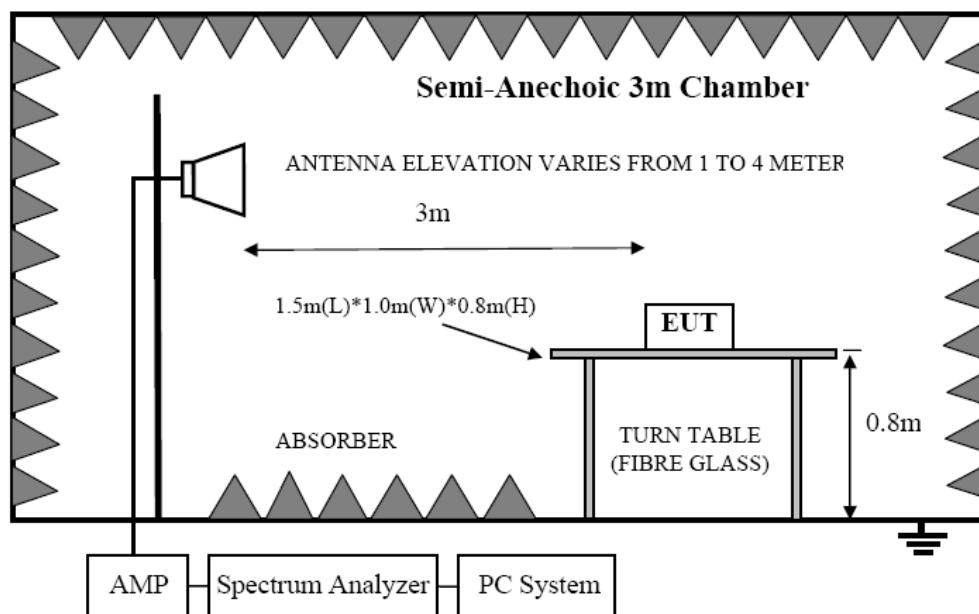 Semi-Anechoic 3m Chamber
ANTENNA ELEVATION VARIES FROM 1 TO 4 METER
3m
1.5m(L)*1.0m(W)*0.8m(H)
EUT
0.8m
ABSORBER
TURN TABLE
(FIBRE GLASS)
AMP
Spectrum Analyzer
PC System